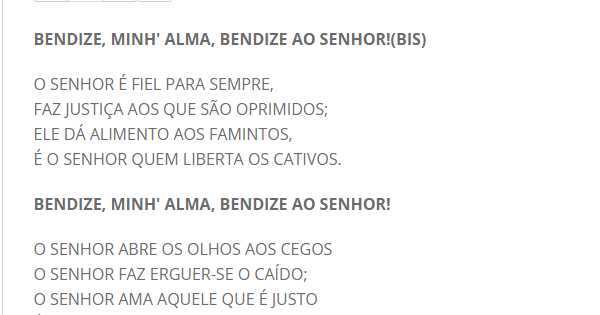 BENDIZE, MINH' ALMA, BENDIZE AO SENHOR!(BIS)
O SENHOR É FIEL PARA SEMPRE,
FAZ JUSTIÇA AOS QUE SÃO OPRIMIDOS;
ELE DÁ ALIMENTO AOS FAMINTOS,
É O SENHOR QUEM LIBERTA OS CATIVOS.
BENDIZE, MINH' ALMA, BENDIZE AO SENHOR!
O SENHOR ABRE OS OLHOS AOS CEGOS
O SENHOR FAZ ERGUER-SE O CAÍDO;
O SENHOR AMA AQUELE QUE É JUSTO